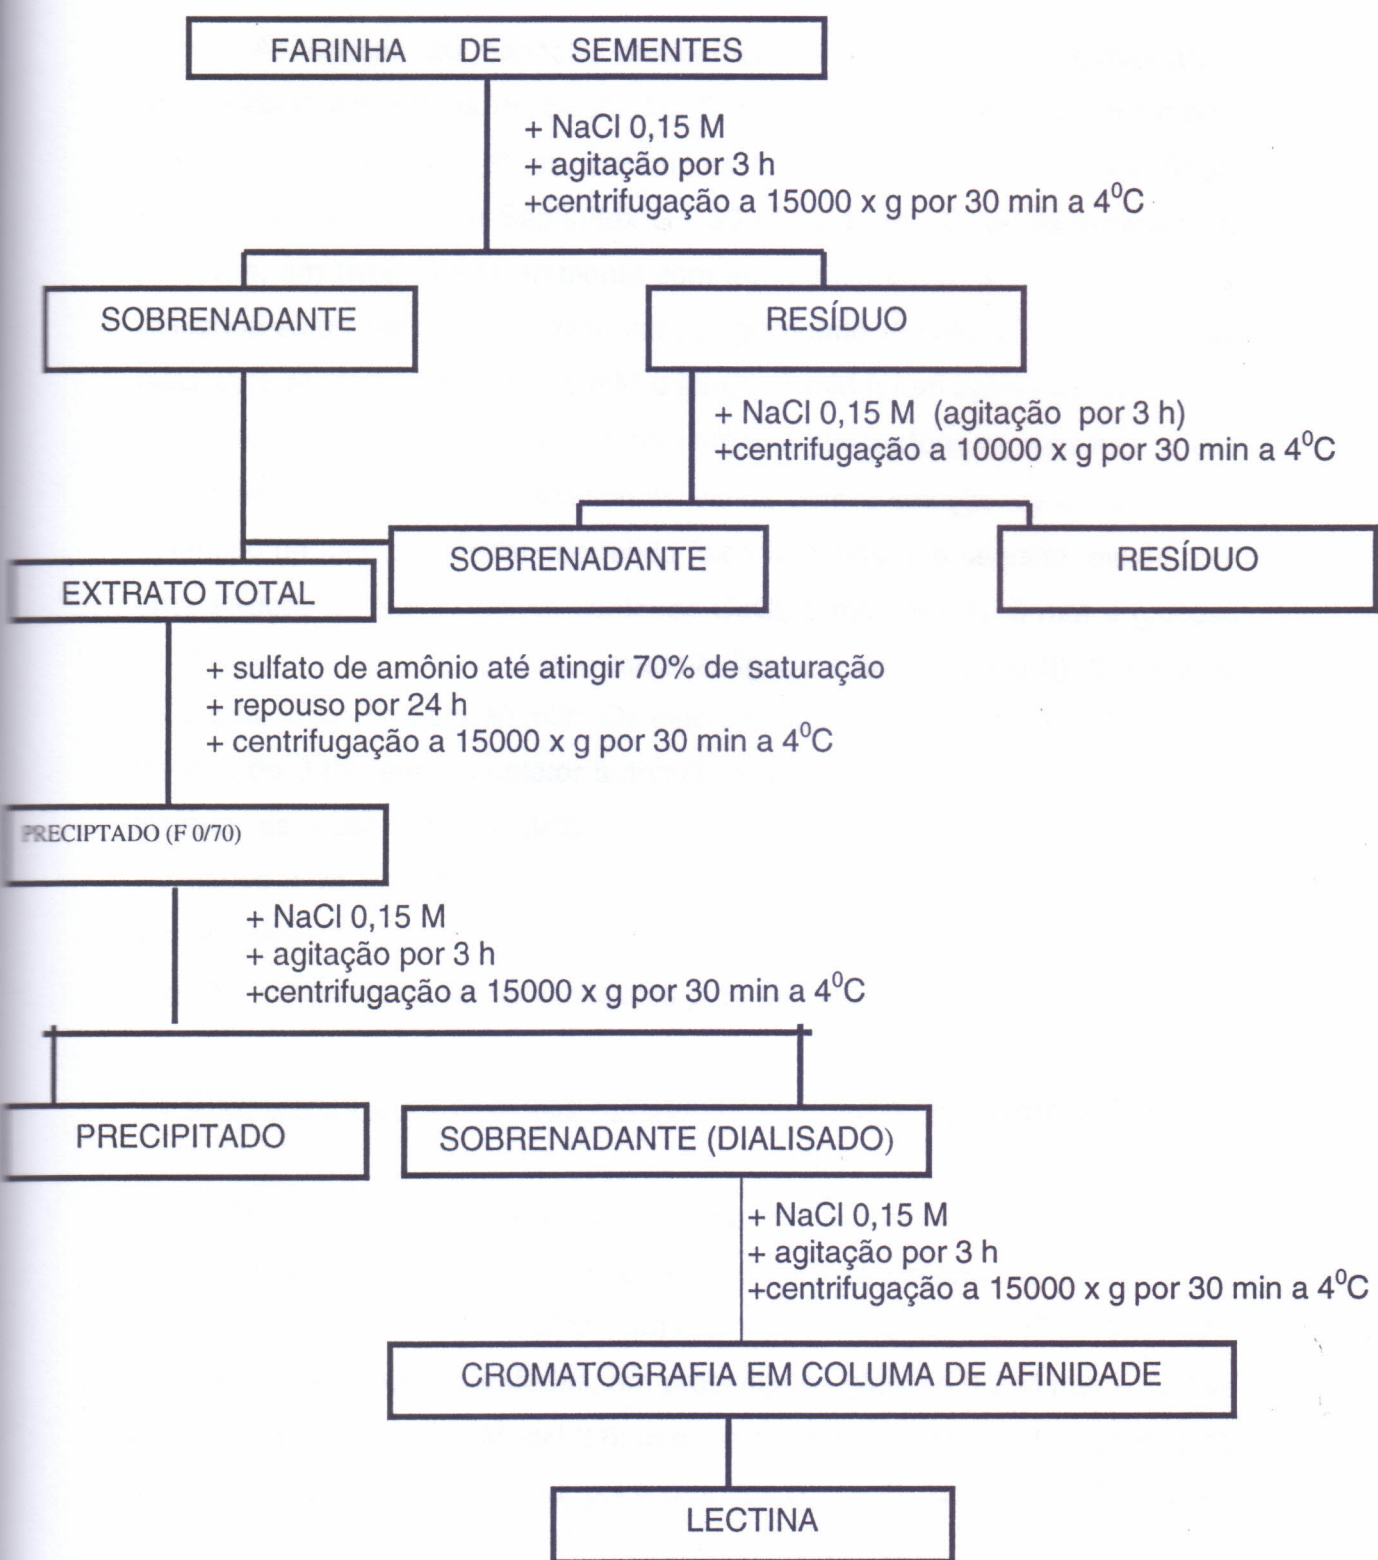 FARINHA DE SEMENTES
+ NaCl 0,15 M
+ agitação por 3 h
+centrifugação a 15000 x g por 30 min a 4⁰C
SOBRENADANTE
RESÍDUO
+ NaCl 0,15 M (agitação por 3 h)
+centrifugação a 10000 x g por 30 min a 4⁰C
SOBRENADANTE
RESÍDUO
EXTRATO TOTAL
+ sulfato de amônio até atingir 70% de saturação
+ repouso por 24 h
+ centrifugação a 15000 x g por 30 min a 4⁰C
PRECIPTADO (F 0/70)
+ NaCl 0,15 M
+ agitação por 3 h
+centrifugação a 15000 x g por 30 min a 4⁰C
PRECIPITADO
SOBRENADANTE (DIALISADO)
+ NaCl 0,15 M
+ agitação por 3 h
+centrifugação a 15000 x g por 30 min a 4⁰C
CROMATOGRAFIA EM COLUMA DE AFINIDADE
LECTINA